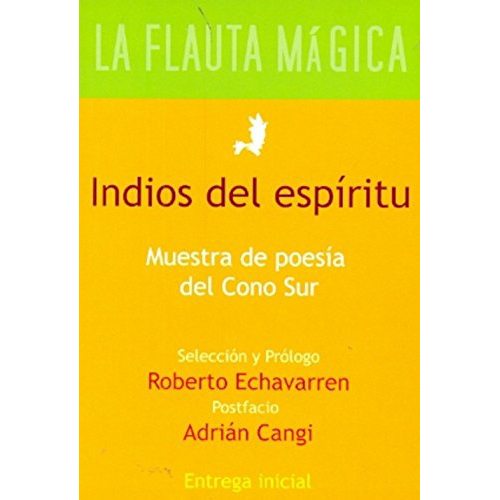 LA FLAUTA MÁGICA
Indios del espíritu
Muestra de poesía
del Cono Sur
Selección y Prólogo
Roberto Echavarren
Postfacio
Adrián Cangi
Entrega inicial